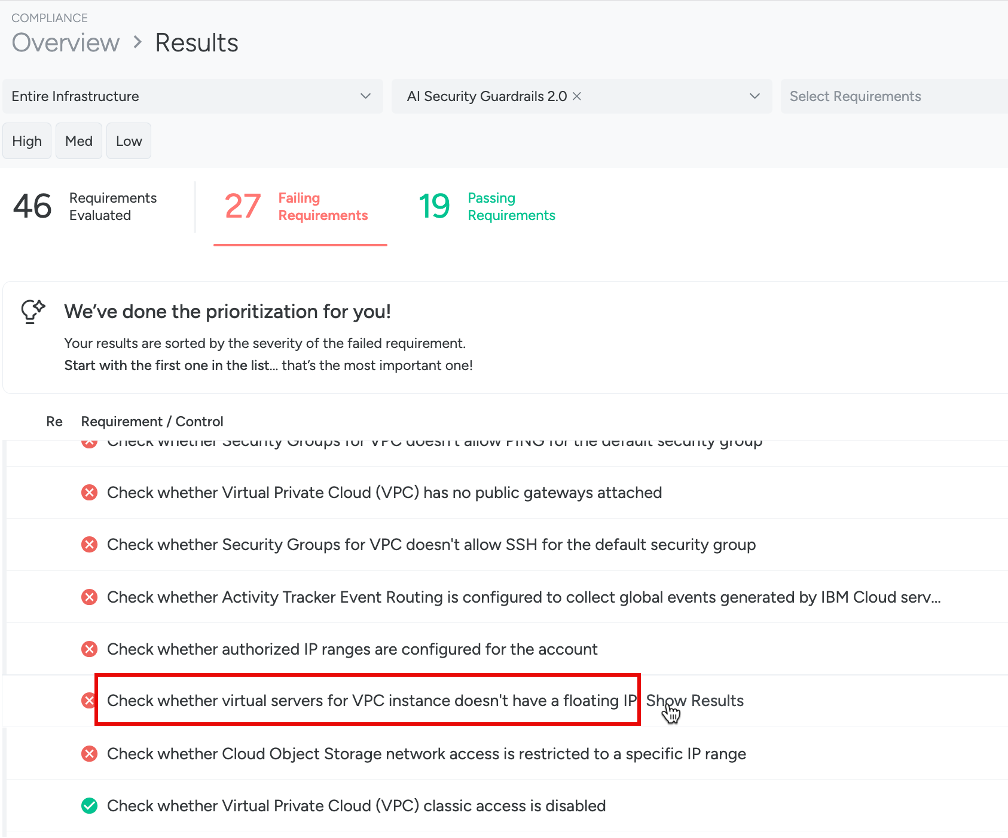 COMPLIANCE
Overview > Results
Entire Infrastructure
AI Security Guardrails 2.0 ×
Select Requirements
High Med Low
46 Requirements Evaluated
27 Failing Requirements
19 Passing Requirements
We've done the prioritization for you!
Your results are sorted by the severity of the failed requirement.
Start with the first one in the list... that's the most important one!
Re Requirement / Control
Check whether Security Groups for VPC doesn't allow PING for the default security group
Check whether Virtual Private Cloud (VPC) has no public gateways attached
Check whether Security Groups for VPC doesn't allow SSH for the default security group
Check whether Activity Tracker Event Routing is configured to collect global events generated by IBM Cloud serv...
Check whether authorized IP ranges are configured for the account
Check whether virtual servers for VPC instance doesn't have a floating IP Show Results
Check whether Cloud Object Storage network access is restricted to a specific IP range
Check whether Virtual Private Cloud (VPC) classic access is disabled